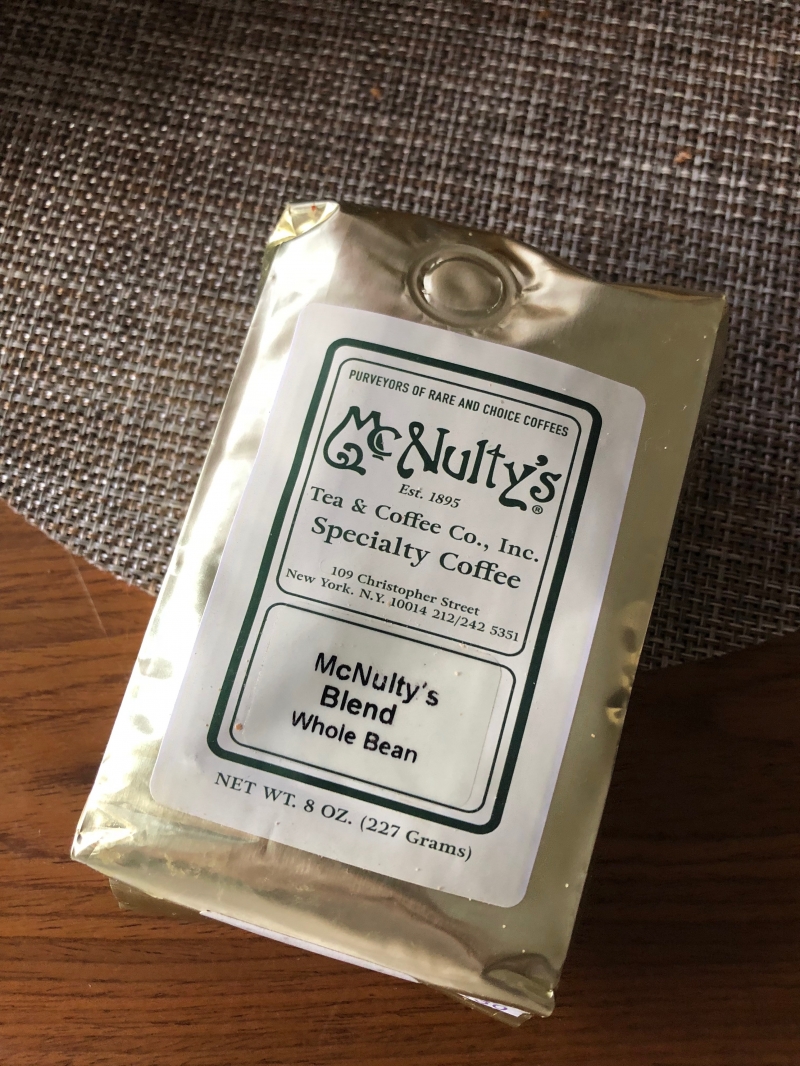 PURVEYORS OF RARE AND CHOICE COFFEES
McNulty's®
Est. 1895
Tea & Coffee Co., Inc.
Specialty Coffee
109 Christopher Street
New York. N.Y. 10014 212/242 5351
McNulty's
Blend
Whole Bean
NET WT. 8 OZ. (227 Grams)